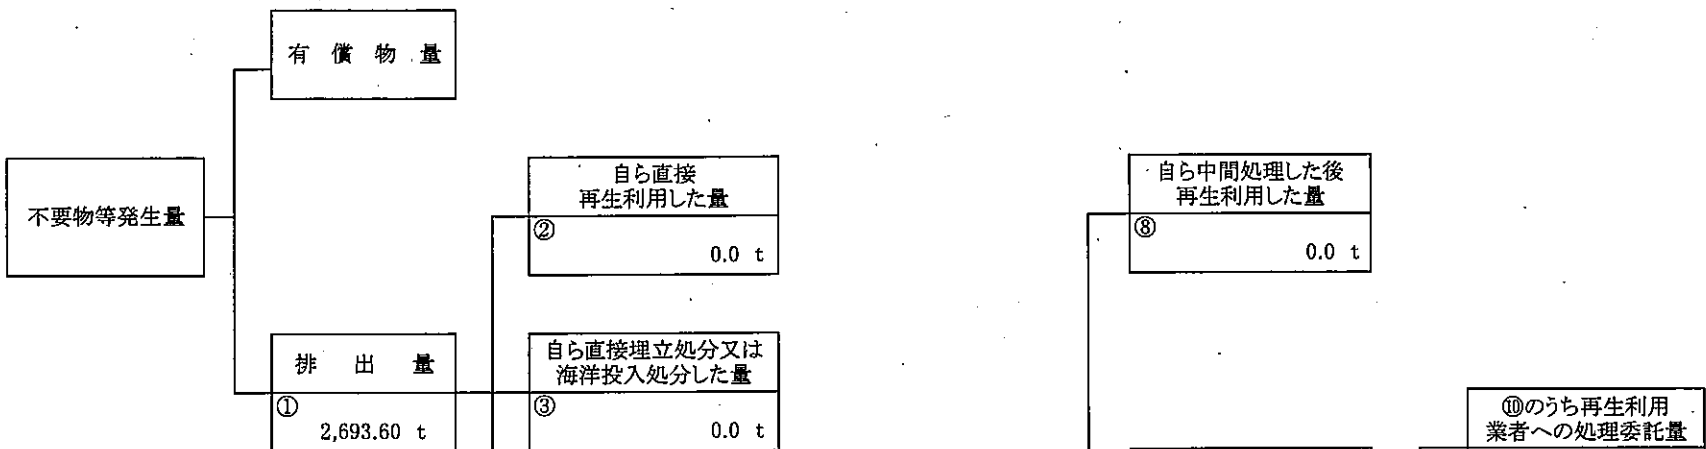 有償物量
不要物等発生量
自ら直接
再生利用した量
②
0.0 t
自ら中間処理した後
再生利用した量
⑧
0.0 t
排出量
①
2,693.60 t
自ら直接埋立処分又は
海洋投入処分した量
③
0.0 t
⑩のうち再生利用
業者への処理委託量